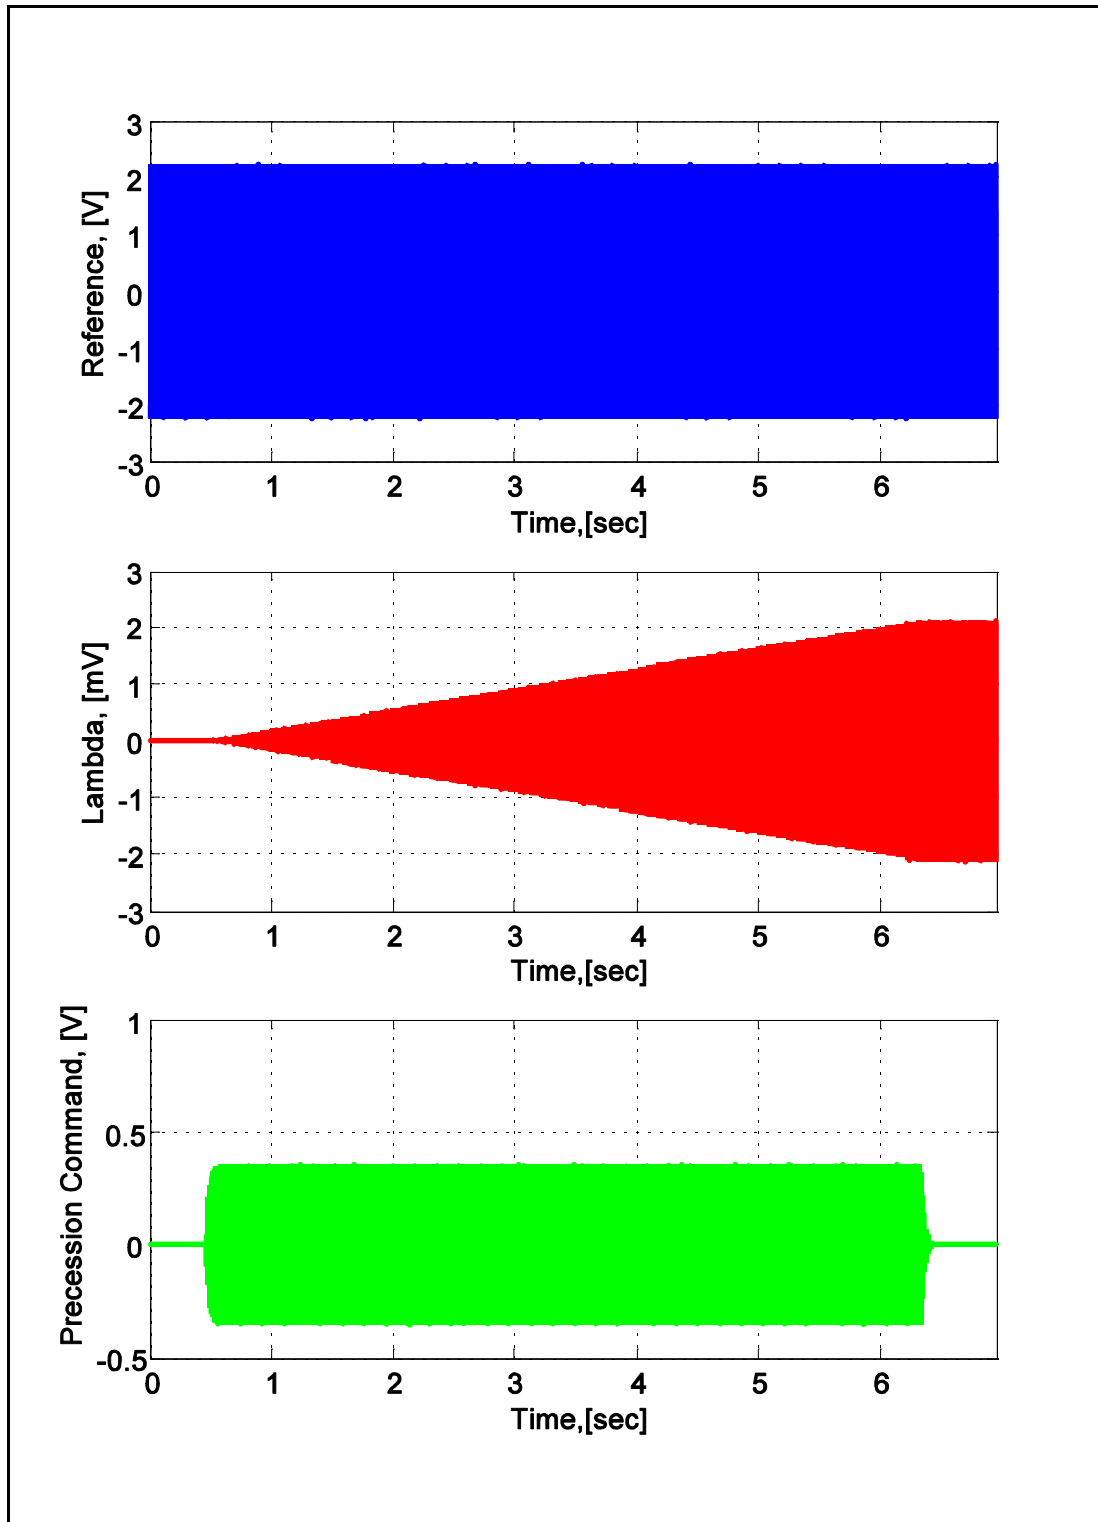 Reference, [V]
3
2
1
0
-1
-2
-3
0 1 2 3 4 5 6
Time,[sec]
Lambda, [mV]
3
2
1
0
-1
-2
-3
0 1 2 3 4 5 6
Time,[sec]
Precession Command, [V]
1
0.5
0
-0.5
0 1 2 3 4 5 6
Time,[sec]